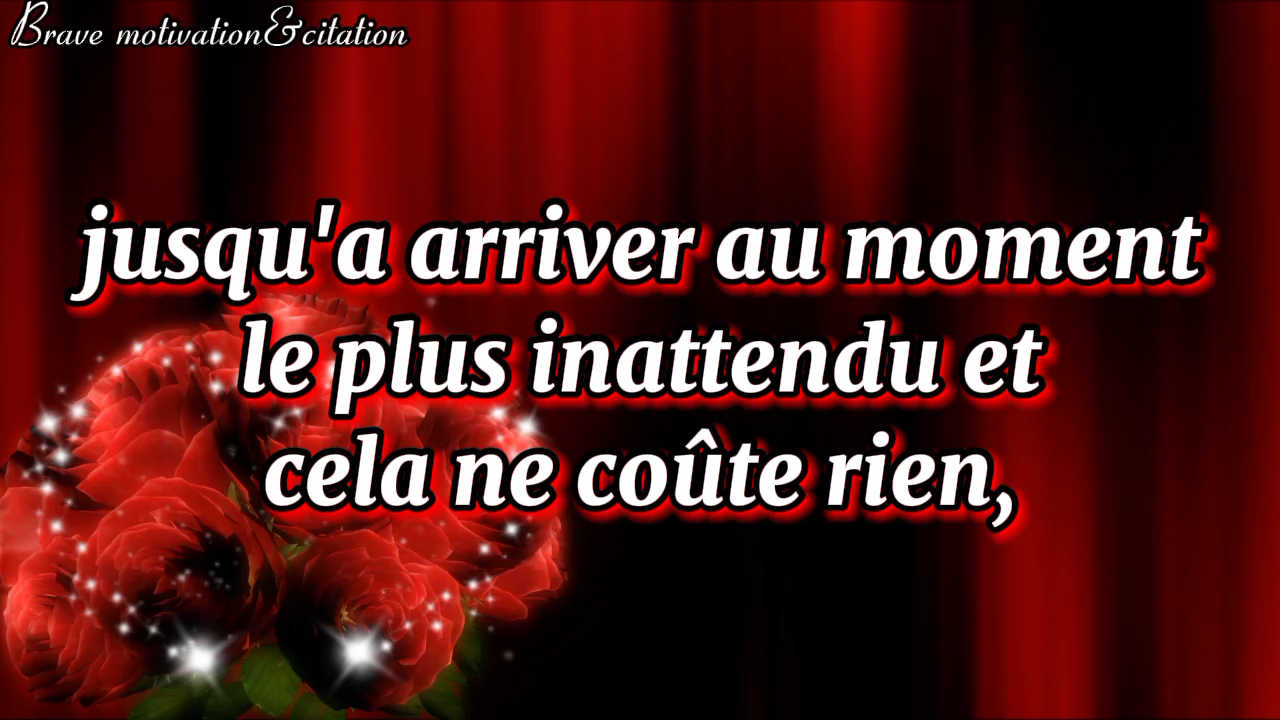 Brave motivation&citation
jusqu'a arriver au moment
le plus inattendu et
cela ne coûte rien,